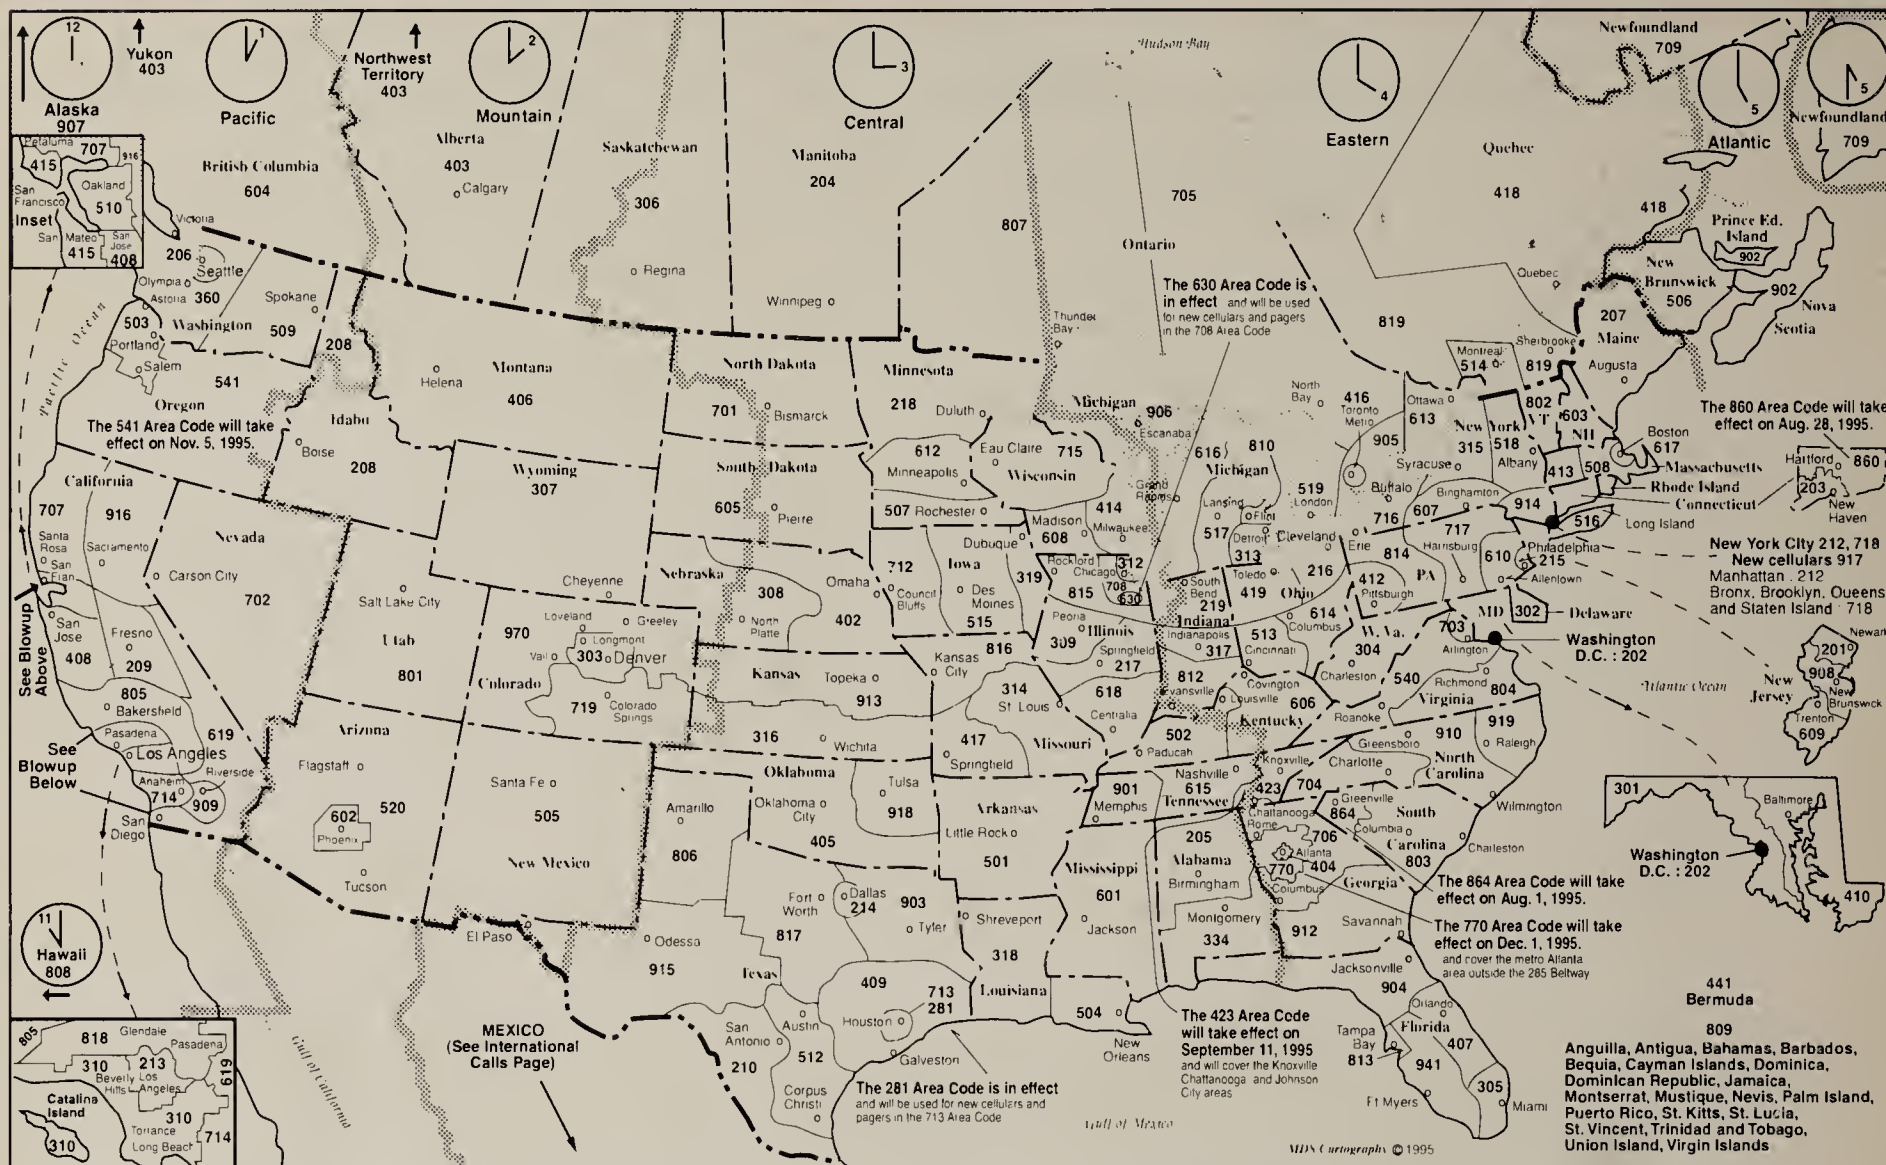 12
Yukon
403
1
Northwest
Territory
403
2
3
Hudson Bay
4
Newfoundland
709
5
5
Alaska
907
Pacific
Mountain
Central
Eastern
Atlantic
Newfoundland
709
Petaluma 707 916
415
Oakland
510
San
Francisco
Inset
San Mateo
415
San
Jose
408
British Columbia
604
Victoria
Alberta
403
Calgary
Saskatchewan
306
Regina
Manitoba
204
Winnipeg
807
705
Ontario
Thunder
Bay
Quebec
418
Quebec
819
418
Prince Ed.
Island
902
New
Brunswick
506
902
Nova
Scotia
The 630 Area Code is
in effect and will be used
for new cellulars and pagers
in the 708 Area Code
206
Seattle
Olympia
Astoria 360
Spokane
Washington
509
503
Portland
Salem
541
Oregon
The 541 Area Code will take
effect on Nov. 5, 1995.
Pacific Ocean
208
Idaho
Boise
208
Montana
Helena
406
North Dakota
701
Bismarck
Minnesota
218
Duluth
612
Minneapolis
507 Rochester
Michigan
906
Escanaba
616
810
Michigan
Grand
Lansing
517
Flint
Detroit
313
519
London
North
Bay
416
Toronto
Metro
905
Ottawa
613
Montreal
514
Sherbrooke
819
207
Maine
Augusta
802
VT
603
NH
New York
315
518
Albany
Syracuse
Buffalo
716
607
Binghamton
914
413
508
Boston
617
Massachusetts
Rhode Island
Connecticut
516
Long Island
The 860 Area Code will take
effect on Aug. 28, 1995.
Hartford
860
203
New
Haven
New York City 212, 718
New cellulars 917
Manhattan . 212
Bronx, Brooklyn, Queens
and Staten Island 718
California
707
916
Santa
Rosa
Sacramento
San
Fran
See Blowup
Above
San
Jose
408
Fresno
209
805
Bakersfield
Pasadena
Los Angeles
619
Anaheim
714
Riverside
909
San
Diego
See
Blowup
Below
Nevada
Carson City
702
Salt Lake City
Utah
801
Wyoming
307
Cheyenne
South Dakota
605
Pierre
Nebraska
308
North
Platte
402
Omaha
Eau Claire
715
Wisconsin
414
Madison
608
Milwaukee
Dubuque
712
Council
Bluffs
Iowa
Des
Moines
515
319
Rockford
Chicago
312
708
630
815
Peoria
309
Illinois
Springfield
217
618
Centralia
South
Bend
219
Indiana
Indianapolis
317
812
Evansville
Toledo
419
Cleveland
216
Ohio
614
Columbus
513
Cincinnati
Erie
814
412
Pittsburgh
PA
717
Harrisburg
610
Philadelphia
215
Allentown
MD
302
Delaware
Washington
D.C. : 202
703
Arlington
W. Va.
304
Charleston
540
Richmond
804
Virginia
Roanoke
Atlantic Ocean
Newark
201
908
New
Brunswick
New
Jersey
Trenton
609
970
Loveland
Greeley
Longmont
Vail
303
Denver
Colorado
719
Colorado
Springs
Kansas
Topeka
913
316
Wichita
816
Kansas
City
314
St Louis
417
Springfield
Missouri
Covington
Louisville
606
Kentucky
502
Paducah
Arizona
Flagstaff
520
602
Phoenix
Tucson
Santa Fe
505
New Mexico
Oklahoma
Oklahoma
City
405
Tulsa
918
Arkansas
Little Rock
501
Nashville
901
615
Memphis
Tennessee
Knoxville
423
Chattanooga
Rome
704
Greensboro
910
919
Raleigh
Charlotte
North
Carolina
Wilmington
Greenville
864
South
Columbia
Carolina
803
Charleston
706
Atlanta
770
404
Columbus
Georgia
Savannah
912
205
Alabama
Birmingham
Montgomery
334
Mississippi
601
Jackson
Amarillo
806
El Paso
Odessa
915
Texas
Fort
Worth
Dallas
214
903
Tyler
817
409
713
281
Houston
Galveston
Austin
512
San
Antonio
210
Corpus
Christi
Shreveport
318
Louisiana
504
New
Orleans
Jacksonville
904
Orlando
Florida
407
Tampa
Bay
813
941
Ft Myers
305
Miami
The 864 Area Code will take
effect on Aug. 1, 1995.
The 770 Area Code will take
effect on Dec. 1, 1995.
and cover the metro Atlanta
area outside the 285 Beltway
The 423 Area Code
will take effect on
September 11, 1995
and will cover the Knoxville
Chattanooga and Johnson
City areas
The 281 Area Code is in effect
and will be used for new cellulars and
pagers in the 713 Area Code
301
Baltimore
Washington
D.C. : 202
410
441
Bermuda
809
Anguilla, Antigua, Bahamas, Barbados,
Bequia, Cayman Islands, Dominica,
Dominican Republic, Jamaica,
Montserrat, Mustique, Nevis, Palm Island,
Puerto Rico, St. Kitts, St. Lucia,
St. Vincent, Trinidad and Tobago,
Union Island, Virgin Islands
11
Hawaii
808
805
818
Glendale
Pasadena
310
213
Beverly
Hills
Los
Angeles
619
Catalina
Island
310
310
Torrance
Long Beach
714
Gulf of California
MEXICO
(See International
Calls Page)
Gulf of Mexico
MDS Cartographs © 1995